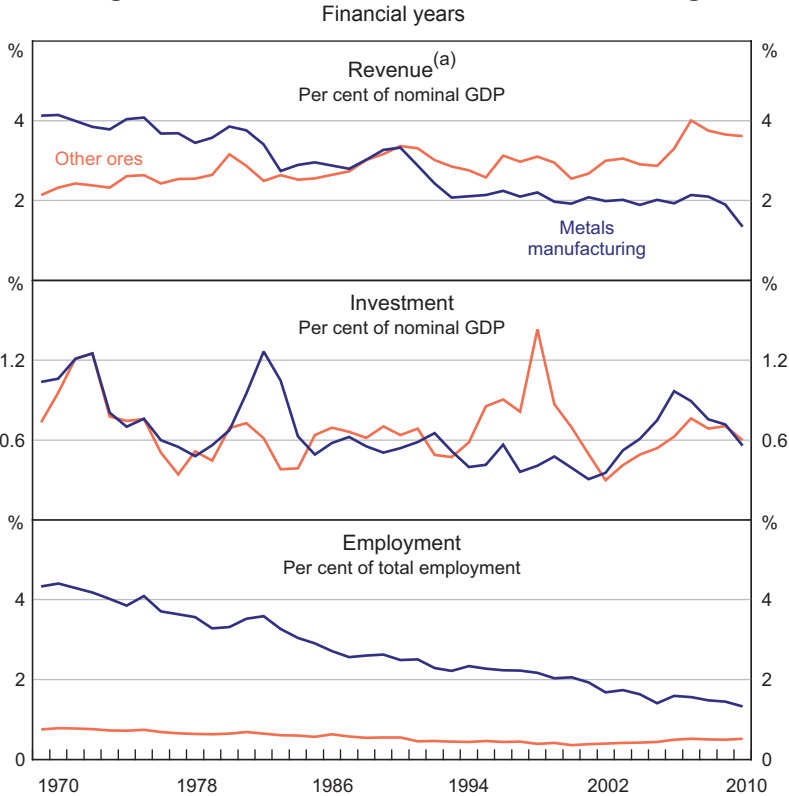 Financial years
% %
Revenue(a)
Per cent of nominal GDP
4 4
Other ores
2 2
Metals
manufacturing
% %
Investment
Per cent of nominal GDP
1.2 1.2
0.6 0.6
% %
Employment
Per cent of total employment
4 4
2 2
0 0
1970 1978 1986 1994 2002 2010